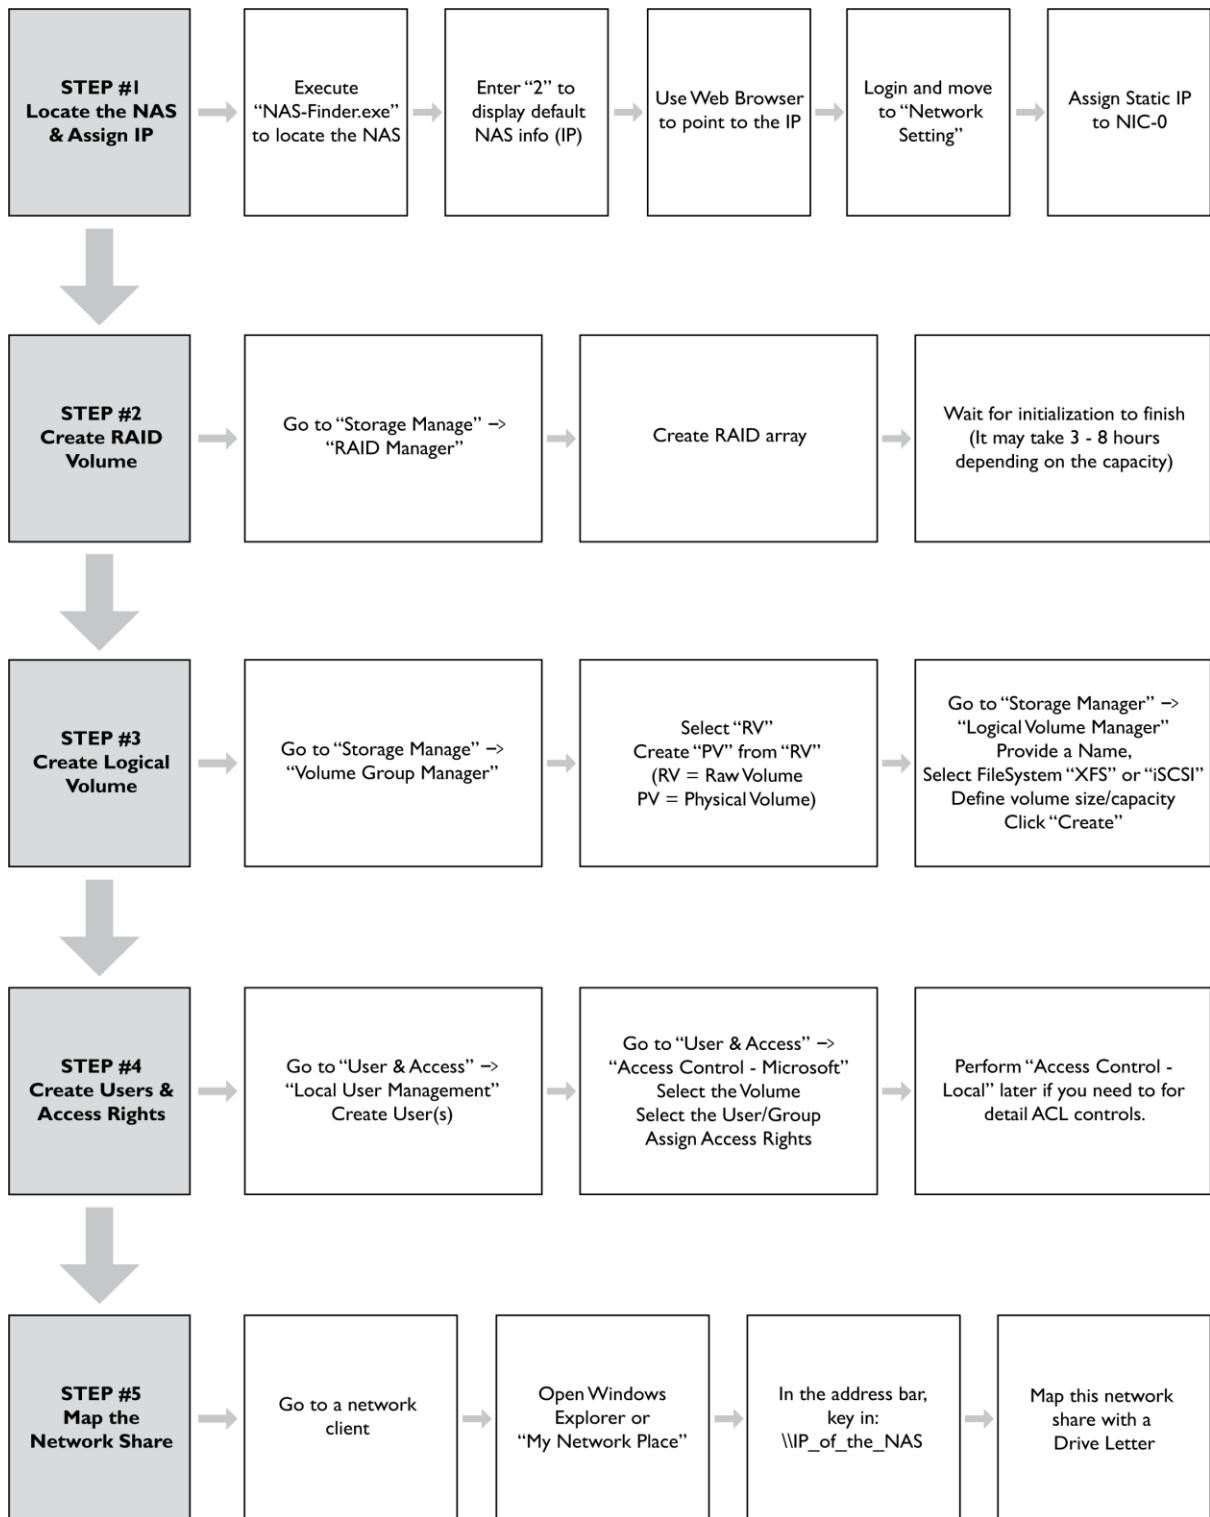 STEP #1
Locate the NAS
& Assign IP
Execute
“NAS-Finder.exe”
to locate the NAS
Enter “2” to
display default
NAS info (IP)
Use Web Browser
to point to the IP
Login and move
to “Network
Setting”
Assign Static IP
to NIC-0
STEP #2
Create RAID
Volume
Go to “Storage Manage” –>
“RAID Manager”
Create RAID array
Wait for initialization to finish
(It may take 3 - 8 hours
depending on the capacity)
STEP #3
Create Logical
Volume
Go to “Storage Manage” –>
“Volume Group Manager”
Select “RV”
Create “PV” from “RV”
(RV = Raw Volume
PV = Physical Volume)
Go to “Storage Manager” –>
“Logical Volume Manager”
Provide a Name,
Select FileSystem “XFS” or “iSCSI”
Define volume size/capacity
Click “Create”
STEP #4
Create Users &
Access Rights
Go to “User & Access” –>
“Local User Management”
Create User(s)
Go to “User & Access” –>
“Access Control - Microsoft”
Select the Volume
Select the User/Group
Assign Access Rights
Perform “Access Control -
Local” later if you need to for
detail ACL controls.
STEP #5
Map the
Network Share
Go to a network
client
Open Windows
Explorer or
“My Network Place”
In the address bar,
key in:
\\IP_of_the_NAS
Map this network
share with a
Drive Letter